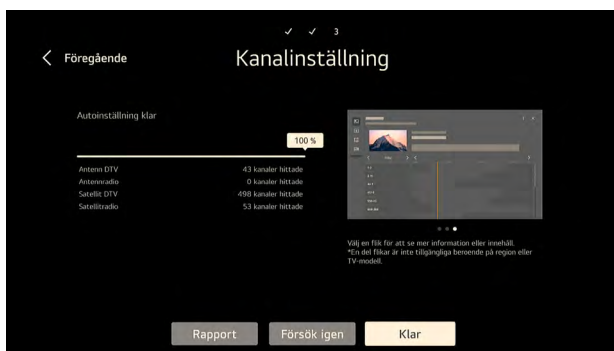 ✓ ✓ 3
Föregående
Kanalinställning
Autoinställning klar
100 %
Antenn DTV 43 kanaler hittade
Antennradio 0 kanaler hittade
Satellit DTV 498 kanaler hittade
Satellitradio 53 kanaler hittade
Välj en flik för att se mer information eller innehåll.
*En del flikar är inte tillgängliga beroende på region eller
TV-modell.
Rapport Försök igen Klar